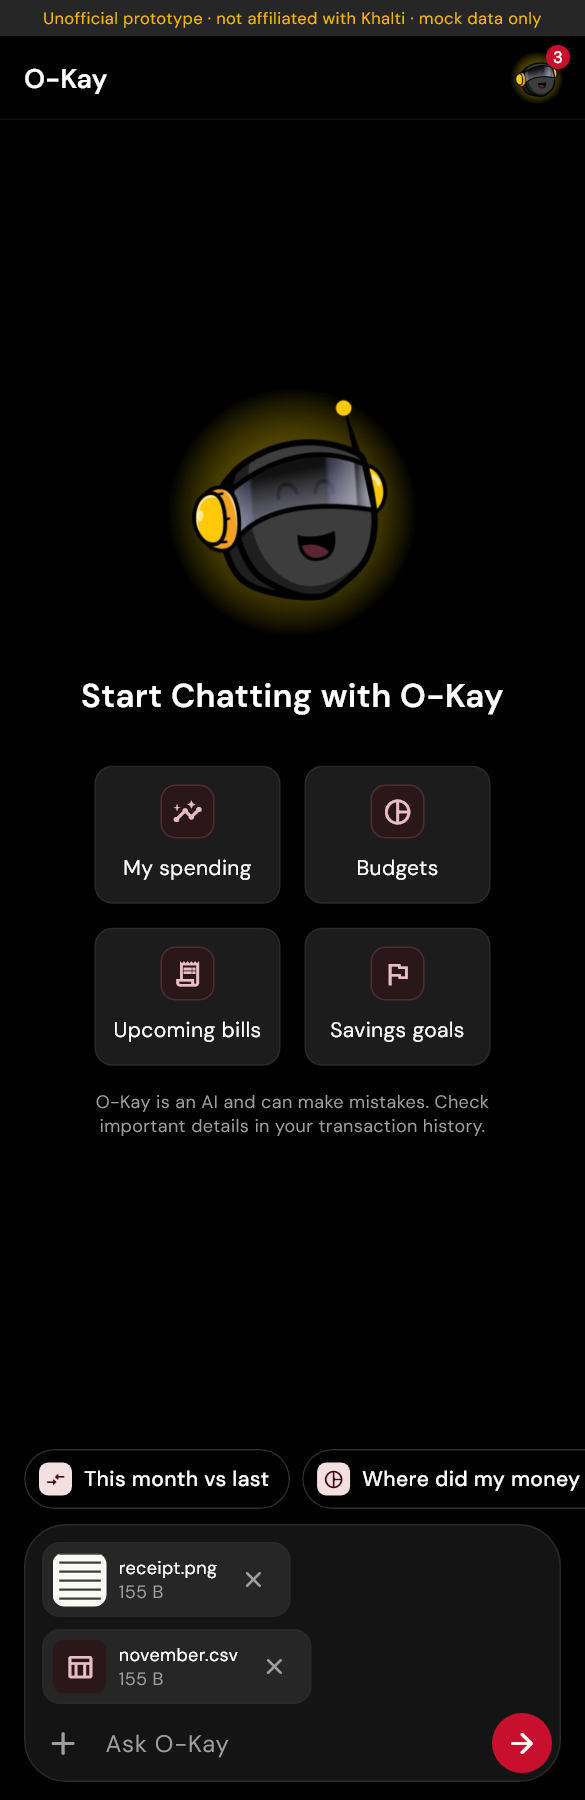 Unofficial prototype · not affiliated with Khalti · mock data only
O-Kay
3
Start Chatting with O-Kay
My spending
Budgets
Upcoming bills
Savings goals
O-Kay is an AI and can make mistakes. Check
important details in your transaction history.
This month vs last
Where did my money
receipt.png
155 B
november.csv
155 B
Ask O-Kay